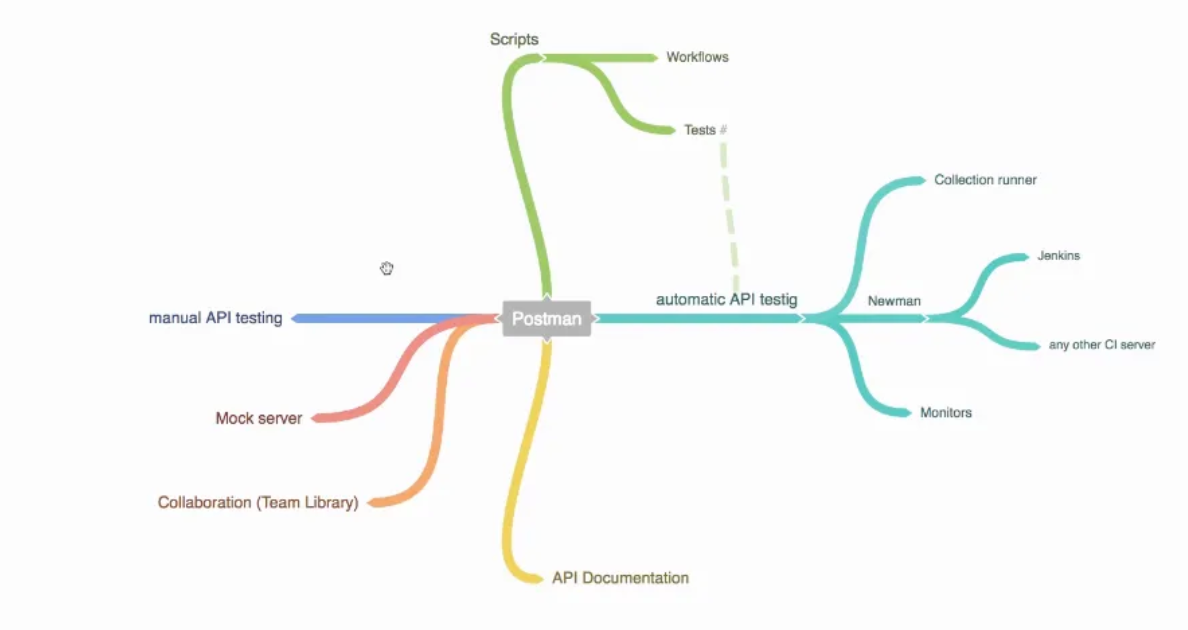 Scripts
Workflows
Tests #
Collection runner
Jenkins
automatic API testig
Newman
manual API testing
Postman
any other CI server
Mock server
Monitors
Collaboration (Team Library)
API Documentation